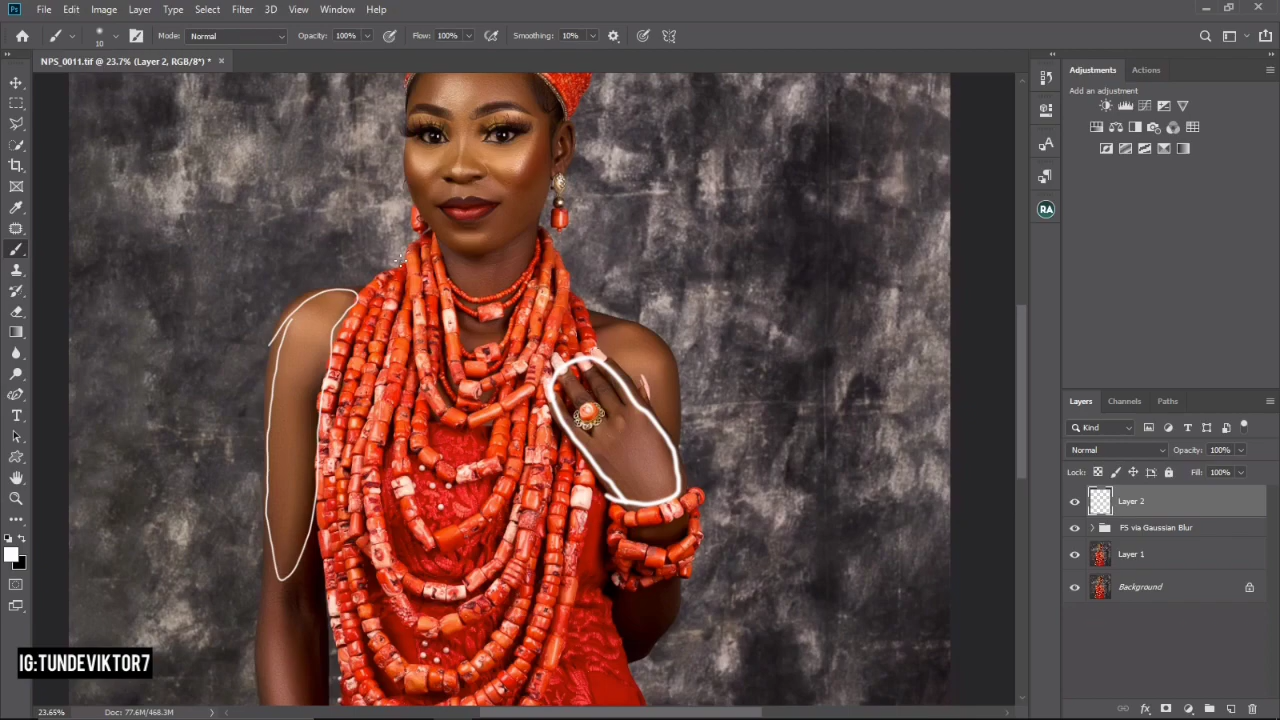 Ps File Edit Image Layer Type Select Filter 3D View Window Help
10 Mode: Normal Opacity: 100% Flow: 100% Smoothing: 10%
NPS_0011.tif @ 23.7% (Layer 2, RGB/8*) *
Adjustments Actions
Add an adjustment
RA
Layers Channels Paths
Kind
Normal Opacity: 100%
Lock: Fill: 100%
Layer 2
FS via Gaussian Blur
Layer 1
Background
IG:TUNDEVIKTOR7
23.65% Doc: 77.6M/468.3M